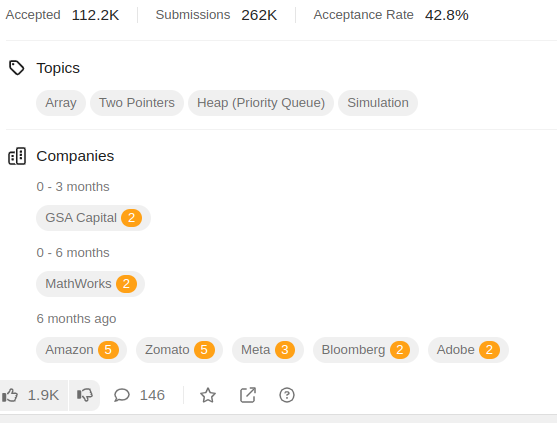 Accepted 112.2K Submissions 262K Acceptance Rate 42.8%
Topics
Array Two Pointers Heap (Priority Queue) Simulation
Companies
0 - 3 months
GSA Capital 2
0 - 6 months
MathWorks 2
6 months ago
Amazon 5 Zomato 5 Meta 3 Bloomberg 2 Adobe 2
1.9K 146